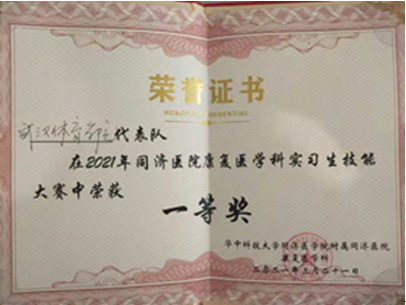 荣誉证书
武汉体育学院代表队
在2021年同济医院康复医学科实习生技能
大赛中荣获
一等奖
华中科技大学同济医学院附属同济医院
康复医学科
二〇二一年三月二十一日